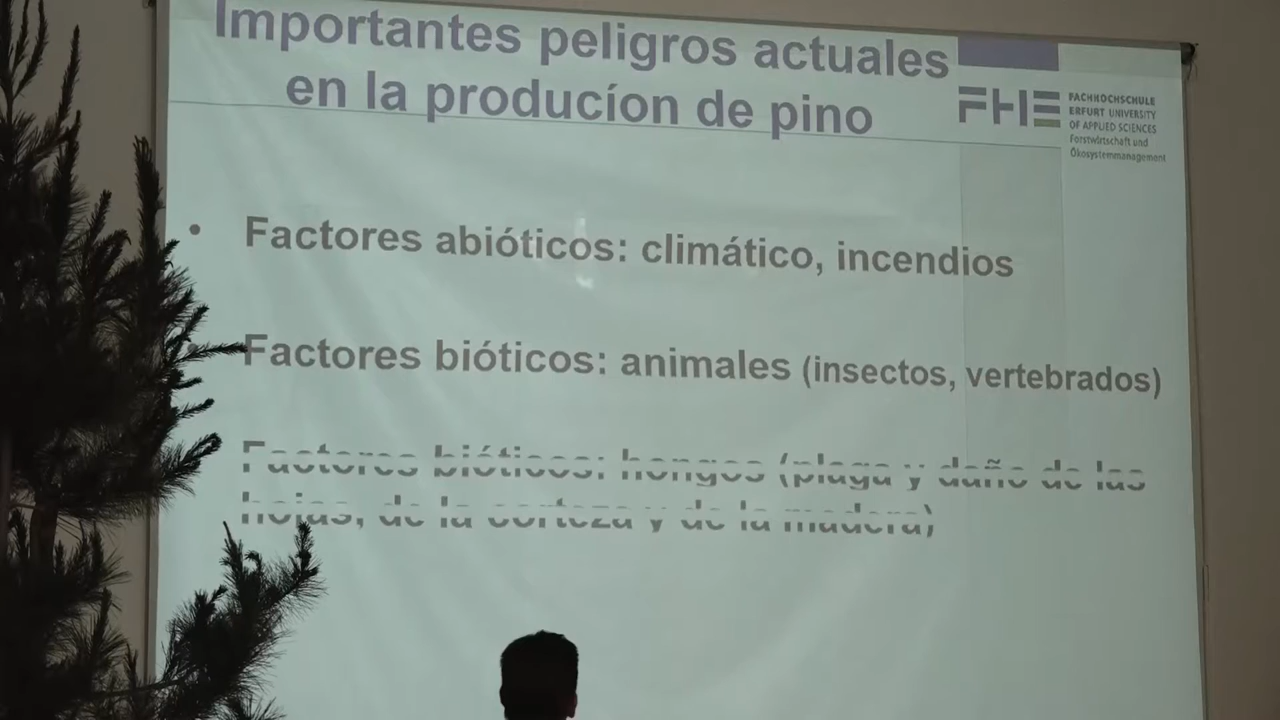 Importantes peligros actuales
en la producíon de pino
FHE
FACHHOCHSCHULE
ERFURT UNIVERSITY
OF APPLIED SCIENCES
Forstwirtschaft und
Ökosystemmanagement
• Factores abióticos: climático, incendios
Factores bióticos: animales (insectos, vertebrados)
Factores bióticos: hongos (plaga y daño de las
hojas, de la corteza y de la madera)